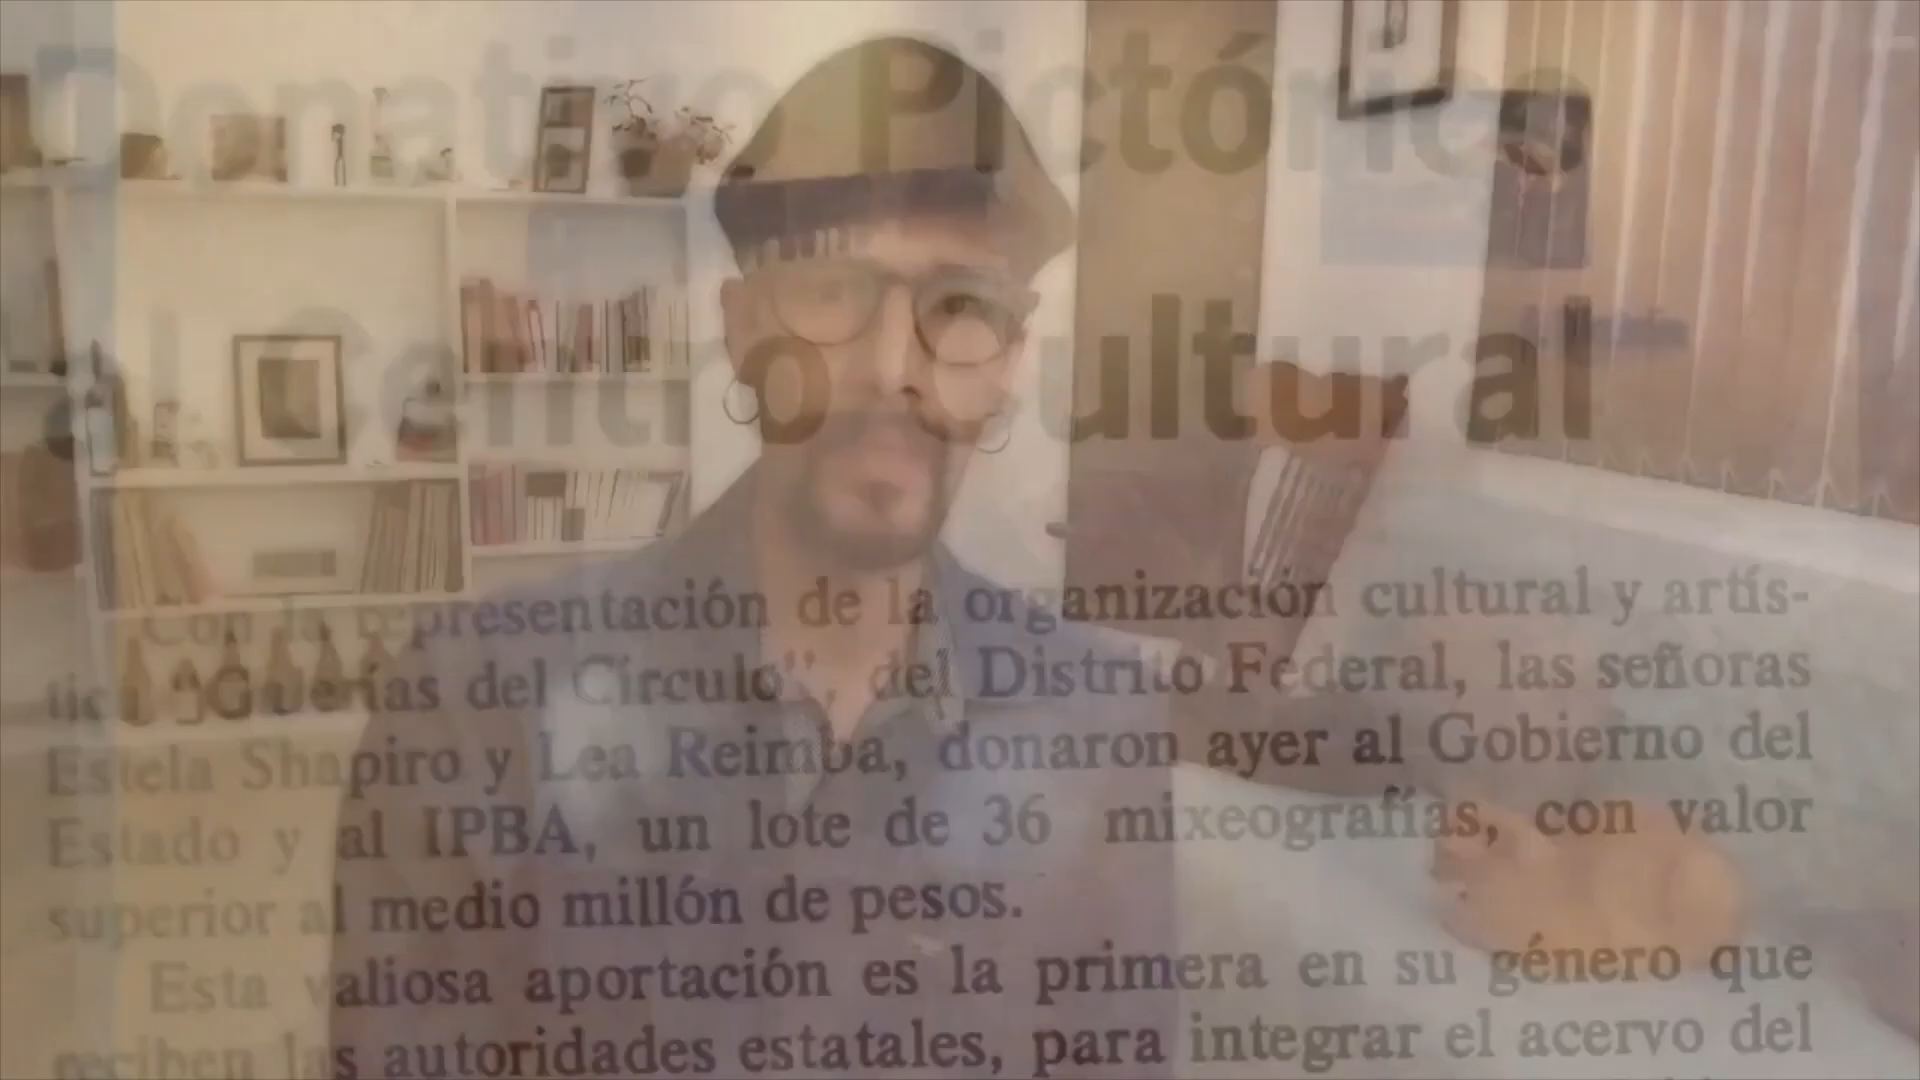 Donativo Pictórico
al Centro Cultural
Con la representación de la organización cultural y artís-
tica "Galerías del Circulo", del Distrito Federal, las señoras
Estela Shapiro y Lea Reimba, donaron ayer al Gobierno del
Estado y al IPBA, un lote de 36 mixeografías, con valor
superior al medio millón de pesos.
Esta valiosa aportación es la primera en su género que
reciben las autoridades estatales, para integrar el acervo del